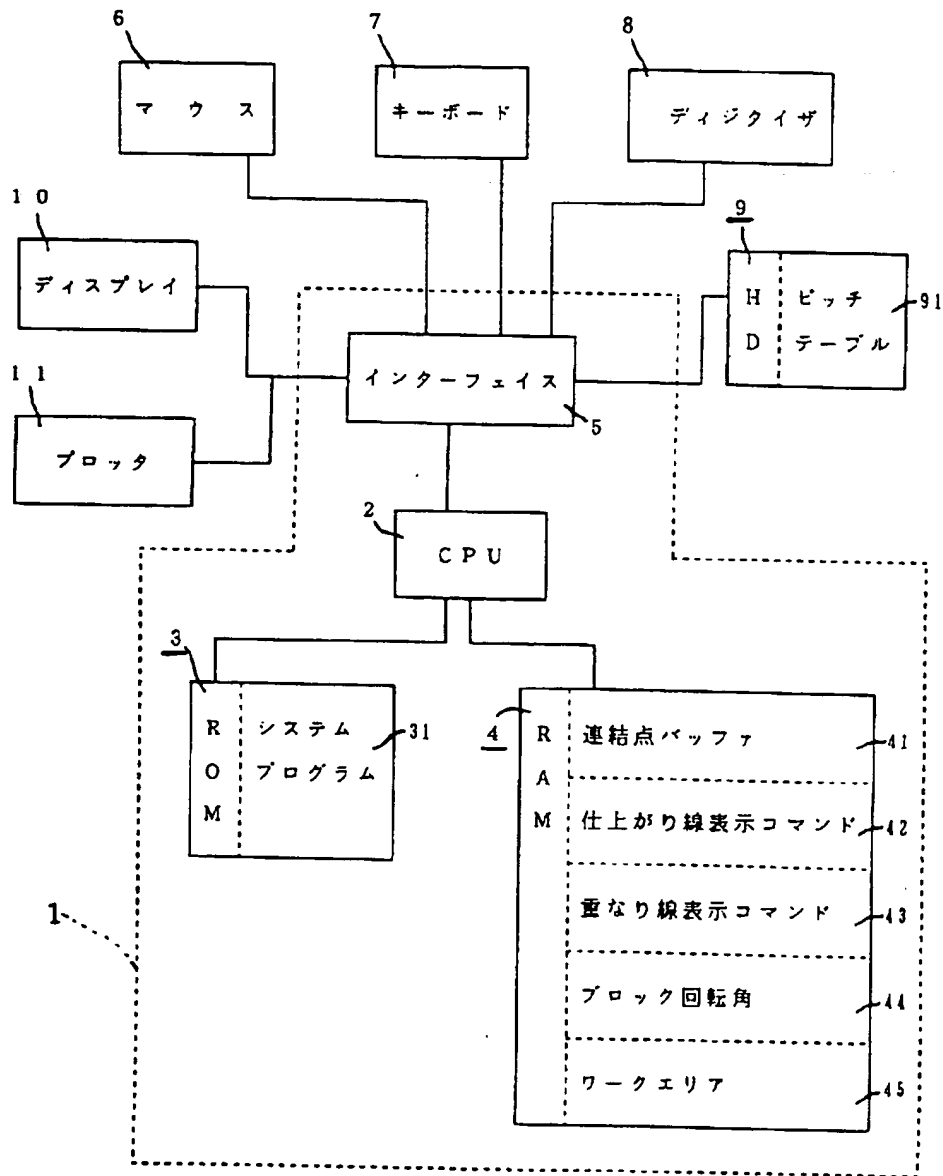 6
マウス
7
キーボード
8
ディジタイザ
10
ディスプレイ
9
HD
ピッチ
テーブル
91
インターフェイス
5
11
プロッタ
2
CPU
3
ROM
システム
プログラム
31
4
RAM
連結点バッファ
41
仕上がり線表示コマンド
42
重なり線表示コマンド
43
ブロック回転角
44
ワークエリア
45
1